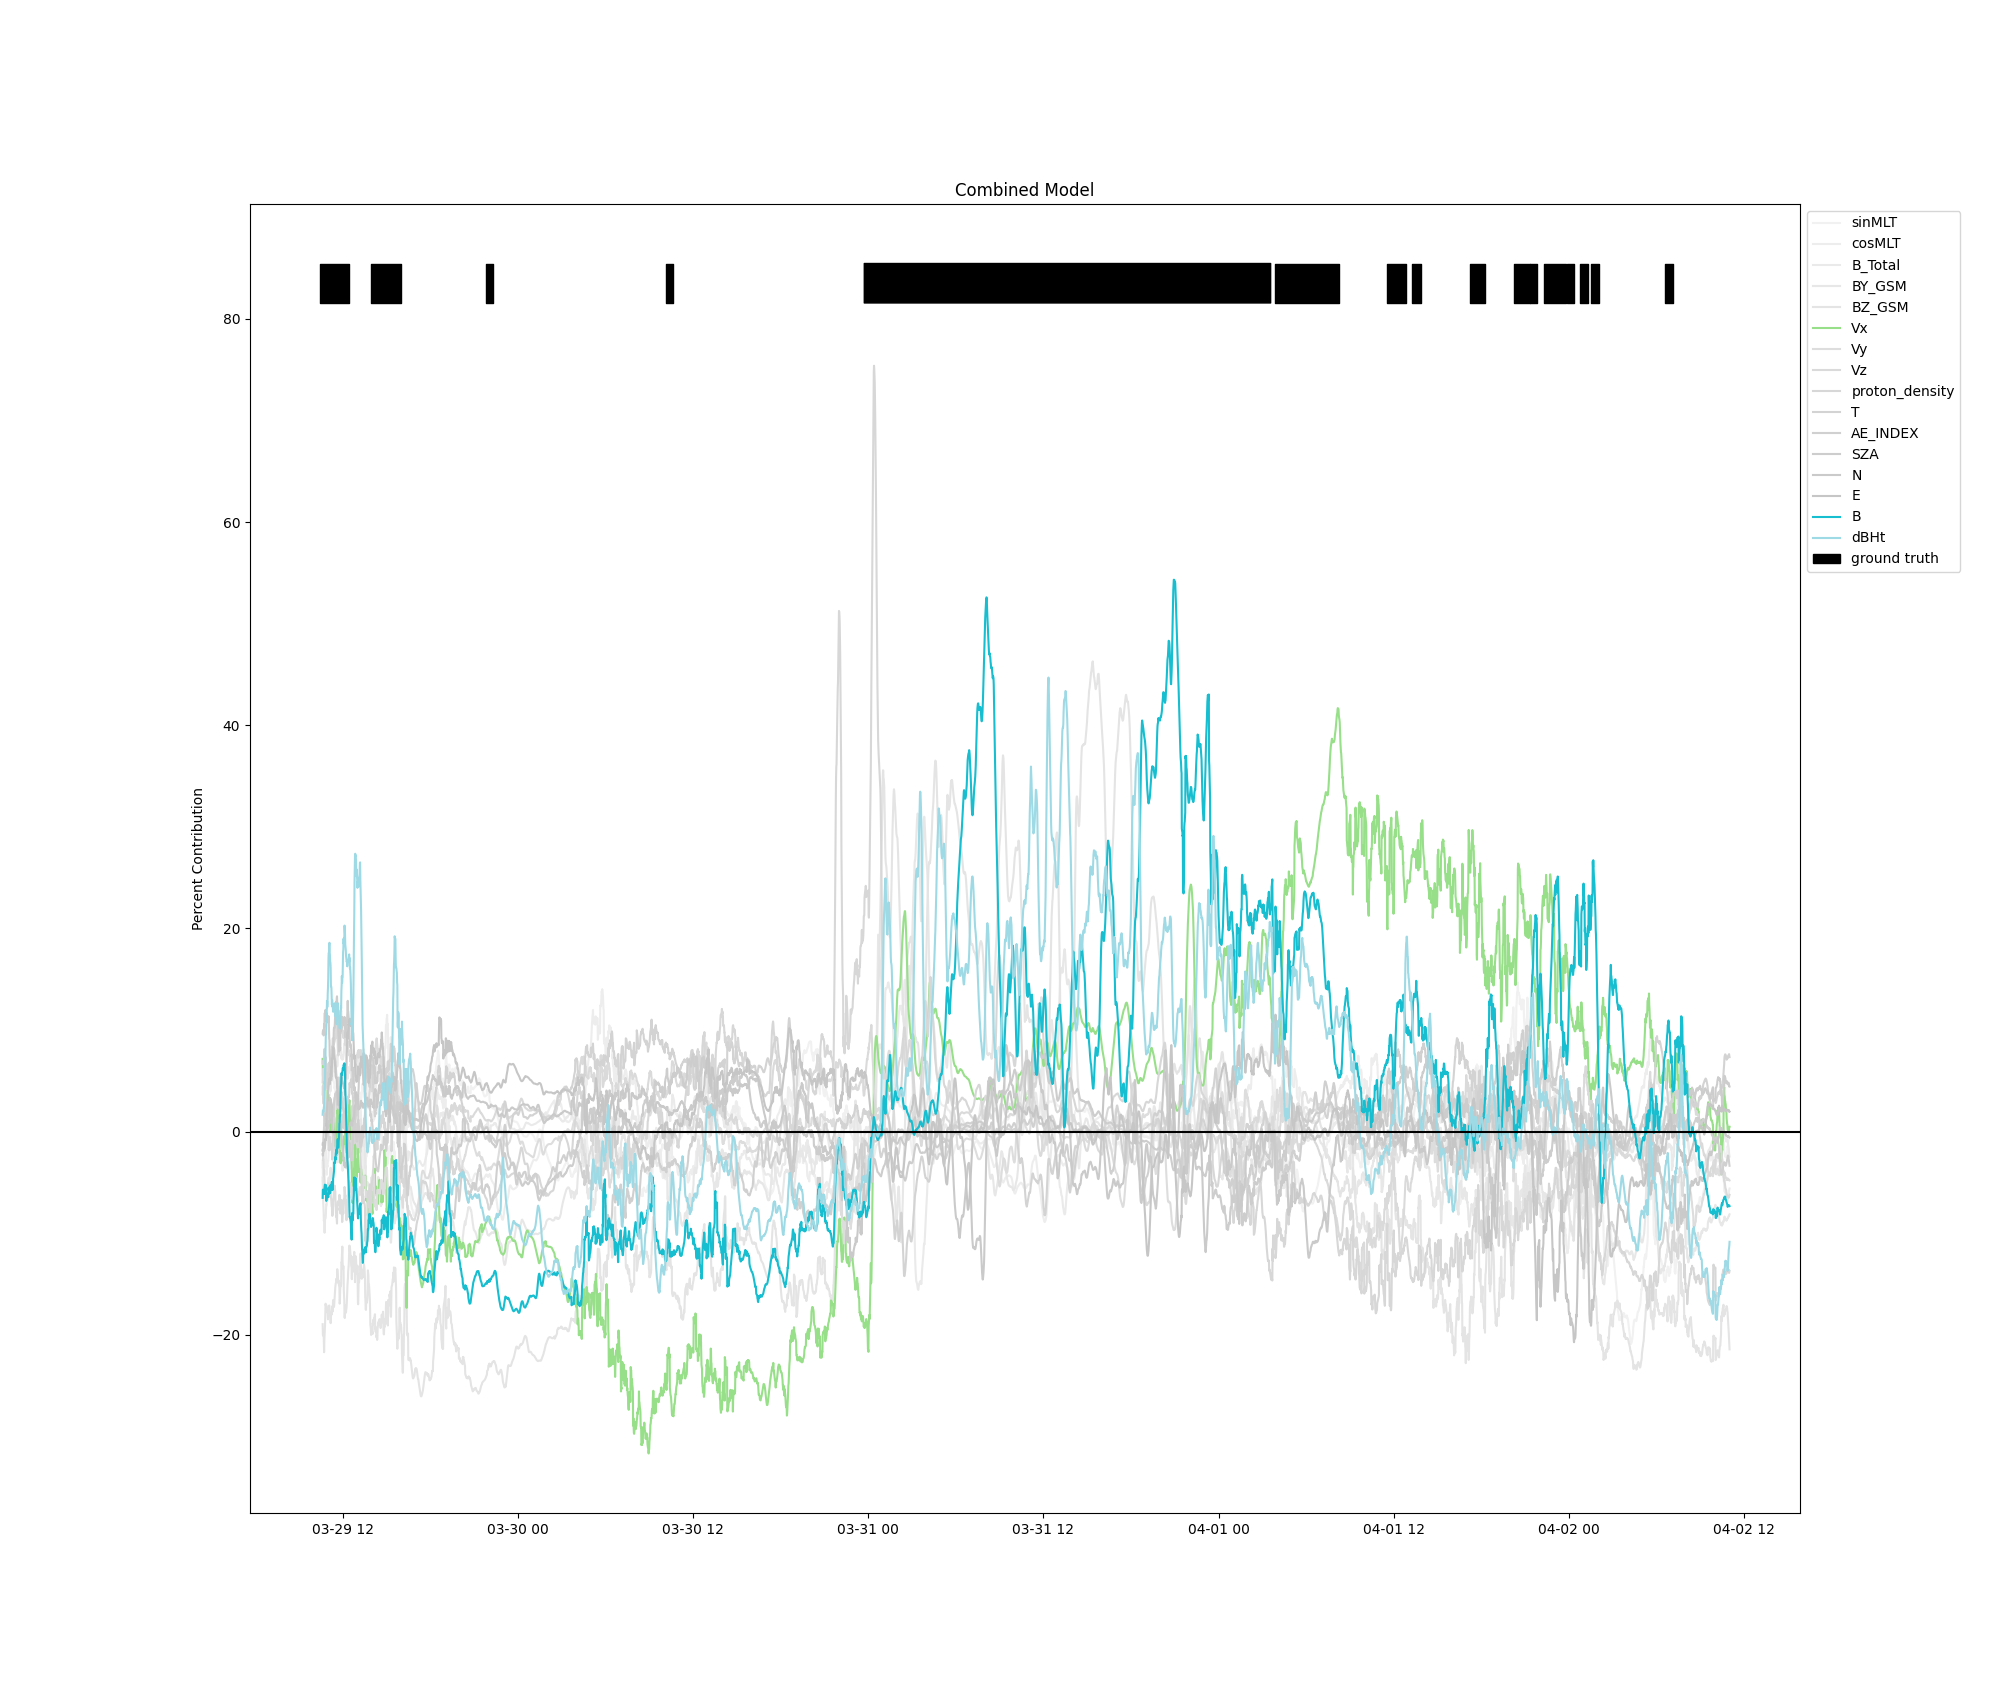 Combined Model
Percent Contribution
80
60
40
20
0
−20
03-29 12
03-30 00
03-30 12
03-31 00
03-31 12
04-01 00
04-01 12
04-02 00
04-02 12
sinMLT
cosMLT
B_Total
BY_GSM
BZ_GSM
Vx
Vy
Vz
proton_density
T
AE_INDEX
SZA
N
E
B
dBHt
ground truth